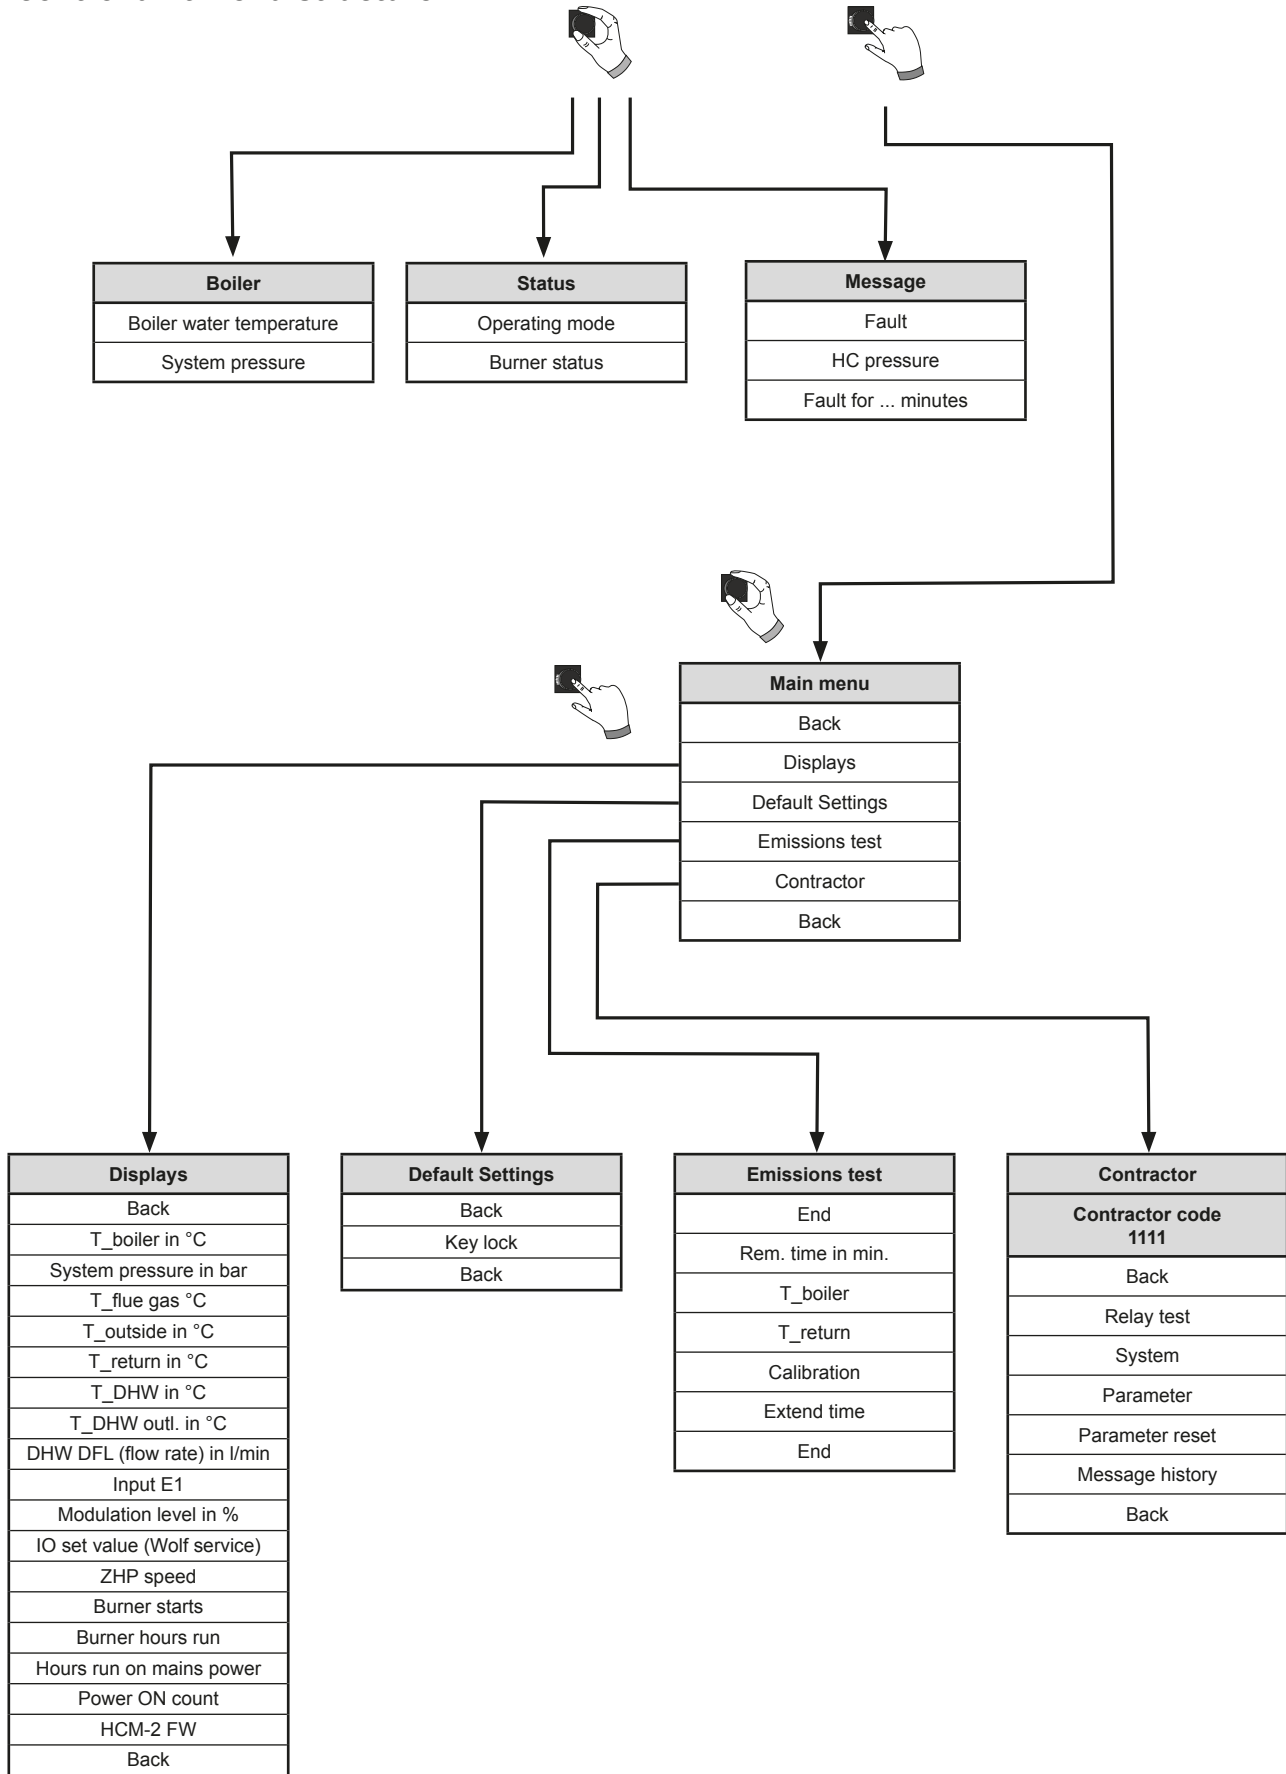 Boiler
Boiler water temperature
System pressure
Status
Operating mode
Burner status
Message
Fault
HC pressure
Fault for ... minutes
Main menu
Back
Displays
Default Settings
Emissions test
Contractor
Back
Displays
Back
T_boiler in °C
System pressure in bar
T_flue gas °C
T_outside in °C
T_return in °C
T_DHW in °C
T_DHW outl. in °C
DHW DFL (flow rate) in l/min
Input E1
Modulation level in %
IO set value (Wolf service)
ZHP speed
Burner starts
Burner hours run
Hours run on mains power
Power ON count
HCM-2 FW
Back
Default Settings
Back
Key lock
Back
Emissions test
End
Rem. time in min.
T_boiler
T_return
Calibration
Extend time
End
Contractor
Contractor code
1111
Back
Relay test
System
Parameter
Parameter reset
Message history
Back